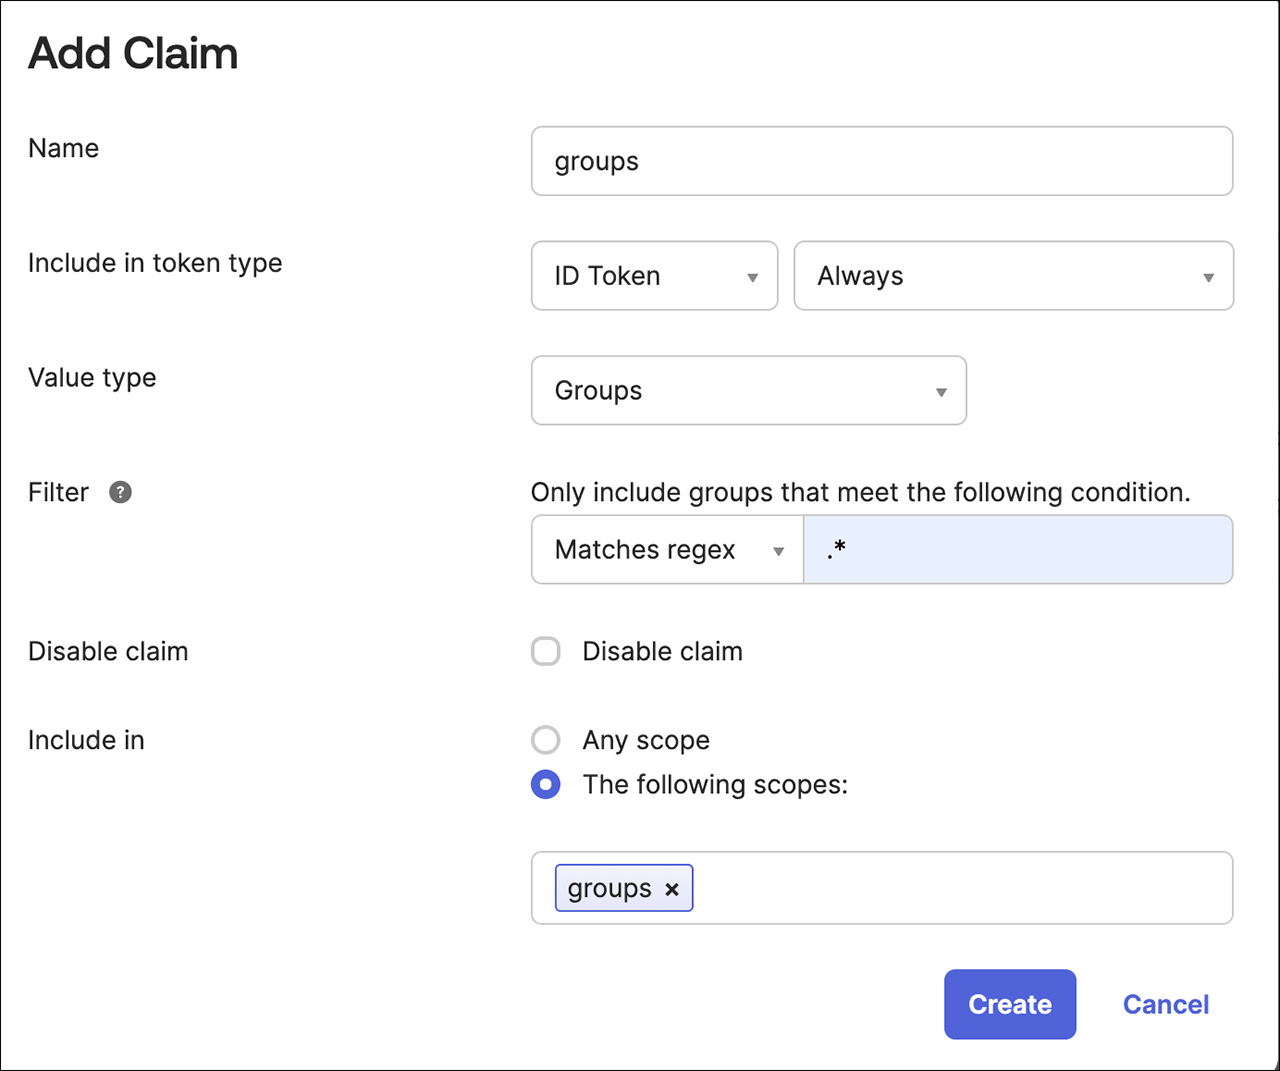 Add Claim
Name
groups
Include in token type
ID Token
Always
Value type
Groups
Filter ?
Only include groups that meet the following condition.
Matches regex
.*
Disable claim
Disable claim
Include in
Any scope
The following scopes:
groups ×
Create
Cancel